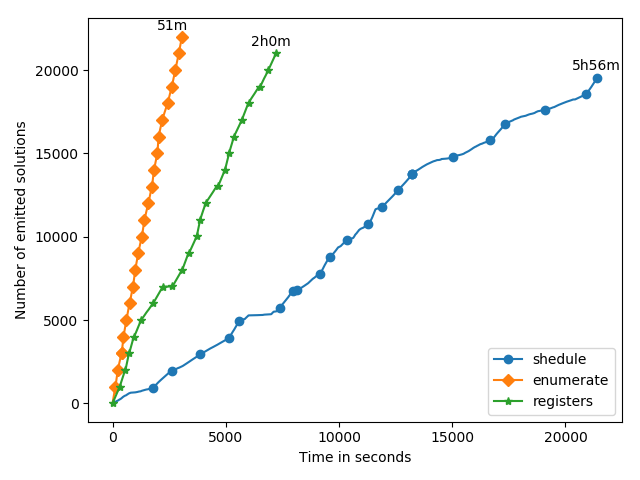 51m
2h0m
5h56m
20000
15000
10000
5000
0
Number of emitted solutions
0
5000
10000
15000
20000
Time in seconds
shedule
enumerate
registers